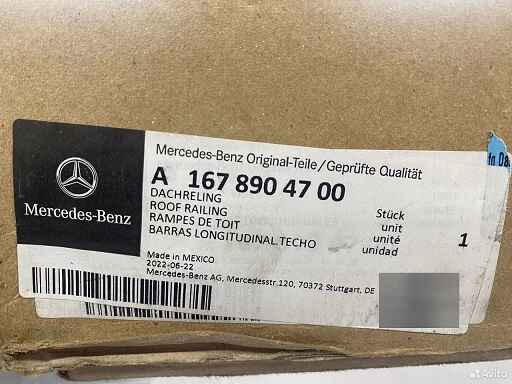 Mercedes-Benz
Mercedes-Benz Original-Teile/Geprüfte Qualität
A 167 890 47 00
DACHRELING
ROOF RAILING
RAMPES DE TOIT
BARRAS LONGITUDINAL.TECHO
Stück
unit
unité
unidad
1
Made in MEXICO
2022-06-22
Mercedes-Benz AG, Mercedesstr.120, 70372 Stuttgart, DE
Avito